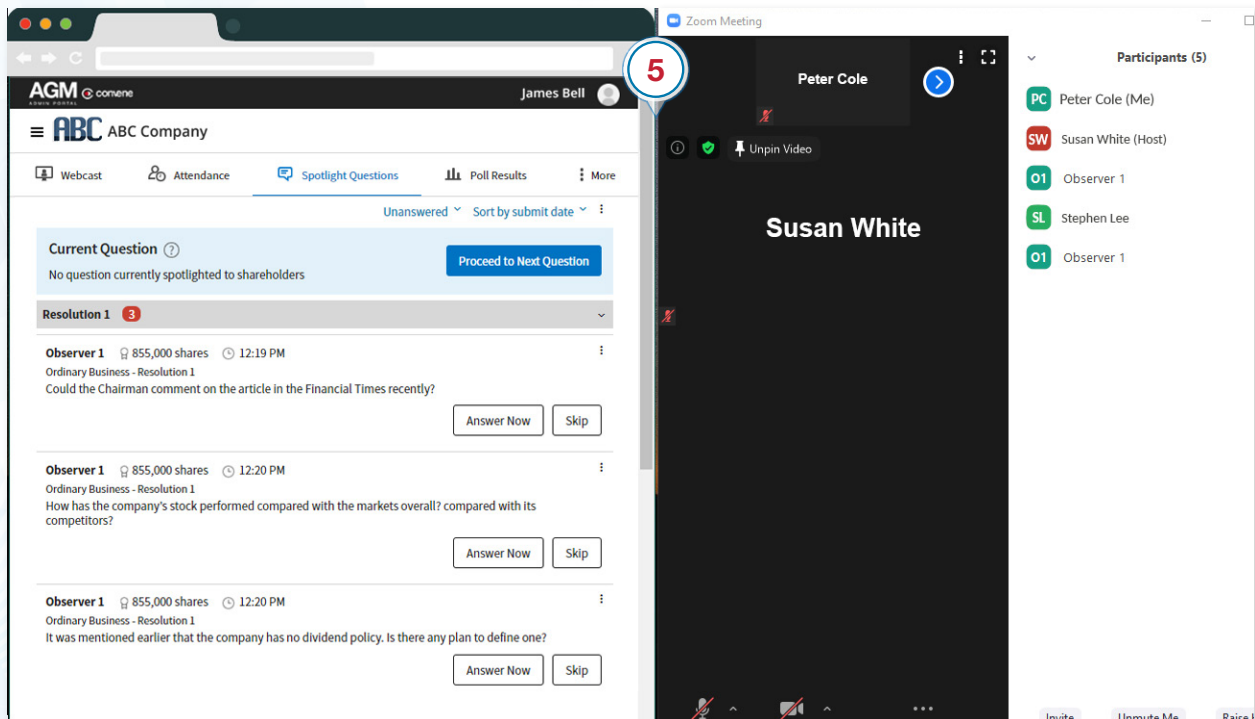 Zoom Meeting
5
AGM comene
ADMIN PORTAL
James Bell
ABC ABC Company
Webcast Attendance Spotlight Questions Poll Results More
Unanswered Sort by submit date
Current Question ?
No question currently spotlighted to shareholders
Proceed to Next Question
Resolution 1 3
Observer 1 855,000 shares 12:19 PM
Ordinary Business - Resolution 1
Could the Chairman comment on the article in the Financial Times recently?
Answer Now Skip
Observer 1 855,000 shares 12:20 PM
Ordinary Business - Resolution 1
How has the company's stock performed compared with the markets overall? compared with its
competitors?
Answer Now Skip
Observer 1 855,000 shares 12:20 PM
Ordinary Business - Resolution 1
It was mentioned earlier that the company has no dividend policy. Is there any plan to define one?
Answer Now Skip
Peter Cole
Unpin Video
Susan White
Participants (5)
PC Peter Cole (Me)
SW Susan White (Host)
O1 Observer 1
SL Stephen Lee
O1 Observer 1
Invite Unmute Me Raise